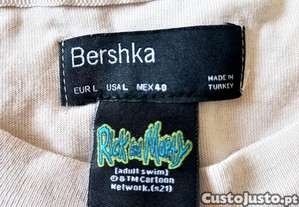 Bershka
EUR L USA L MEX 40
MADE IN
TURKEY
Rick and Morty
[adult swim]
© & TM Cartoon
Network. (s21)
CustoJusto.pt